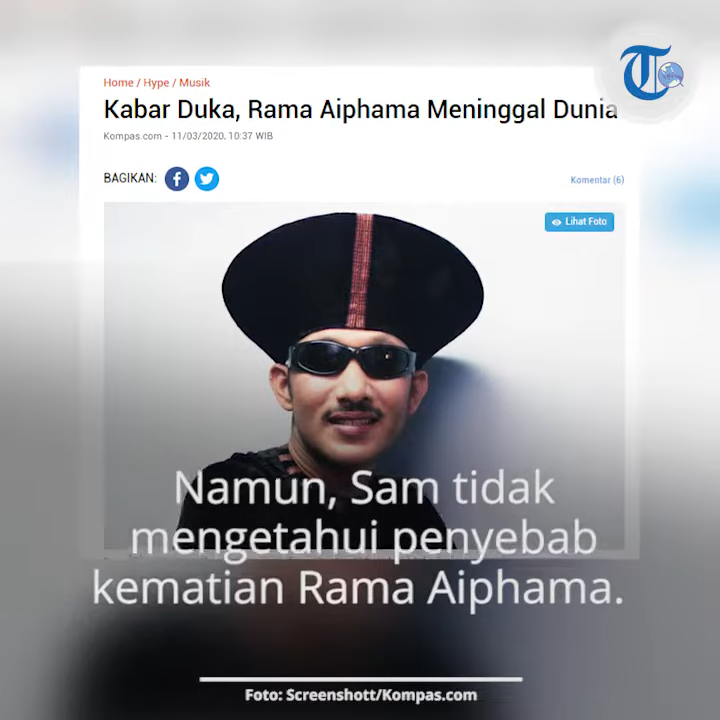 Home / Hype / Musik
Kabar Duka, Rama Aiphama Meninggal Dunia
Kompas.com - 11/03/2020, 10:37 WIB
BAGIKAN:
Komentar (6)
Lihat Foto
Namun, Sam tidak
mengetahui penyebab
kematian Rama Aiphama.
Foto: Screenshott/Kompas.com